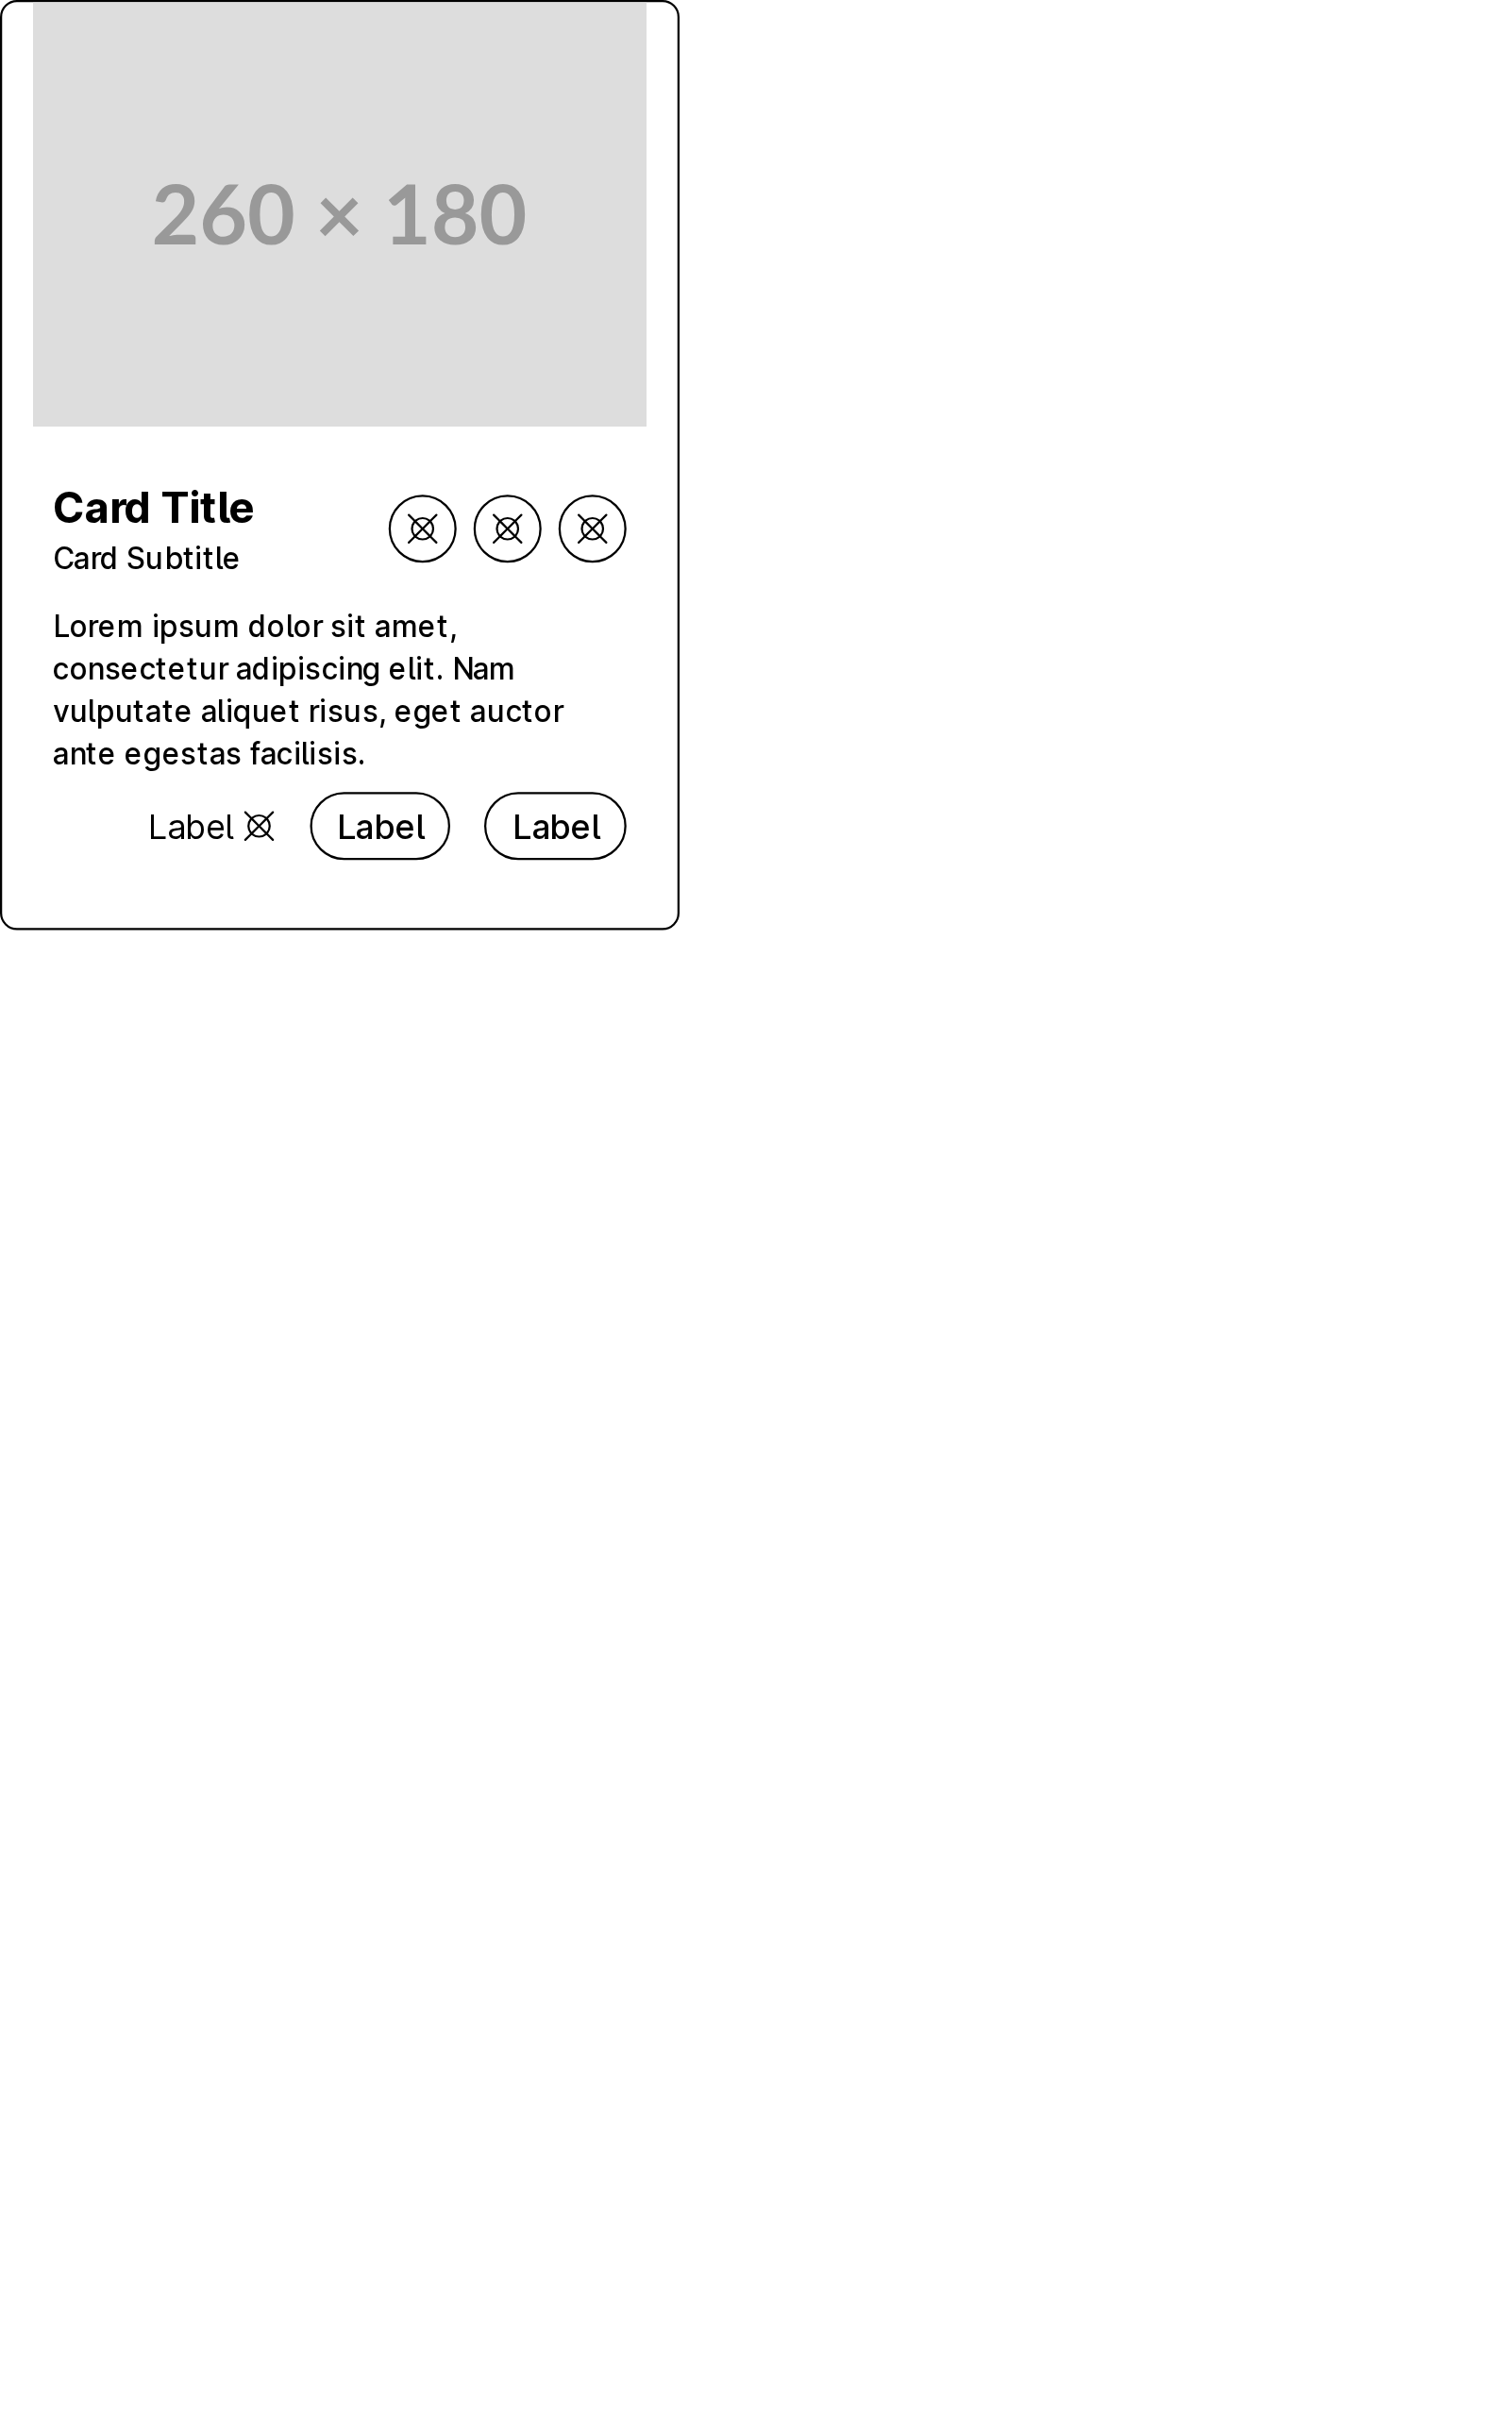 260 × 180
Card Title
Card Subtitle
Lorem ipsum dolor sit amet,
consectetur adipiscing elit. Nam
vulputate aliquet risus, eget auctor
ante egestas facilisis.
Label Label Label